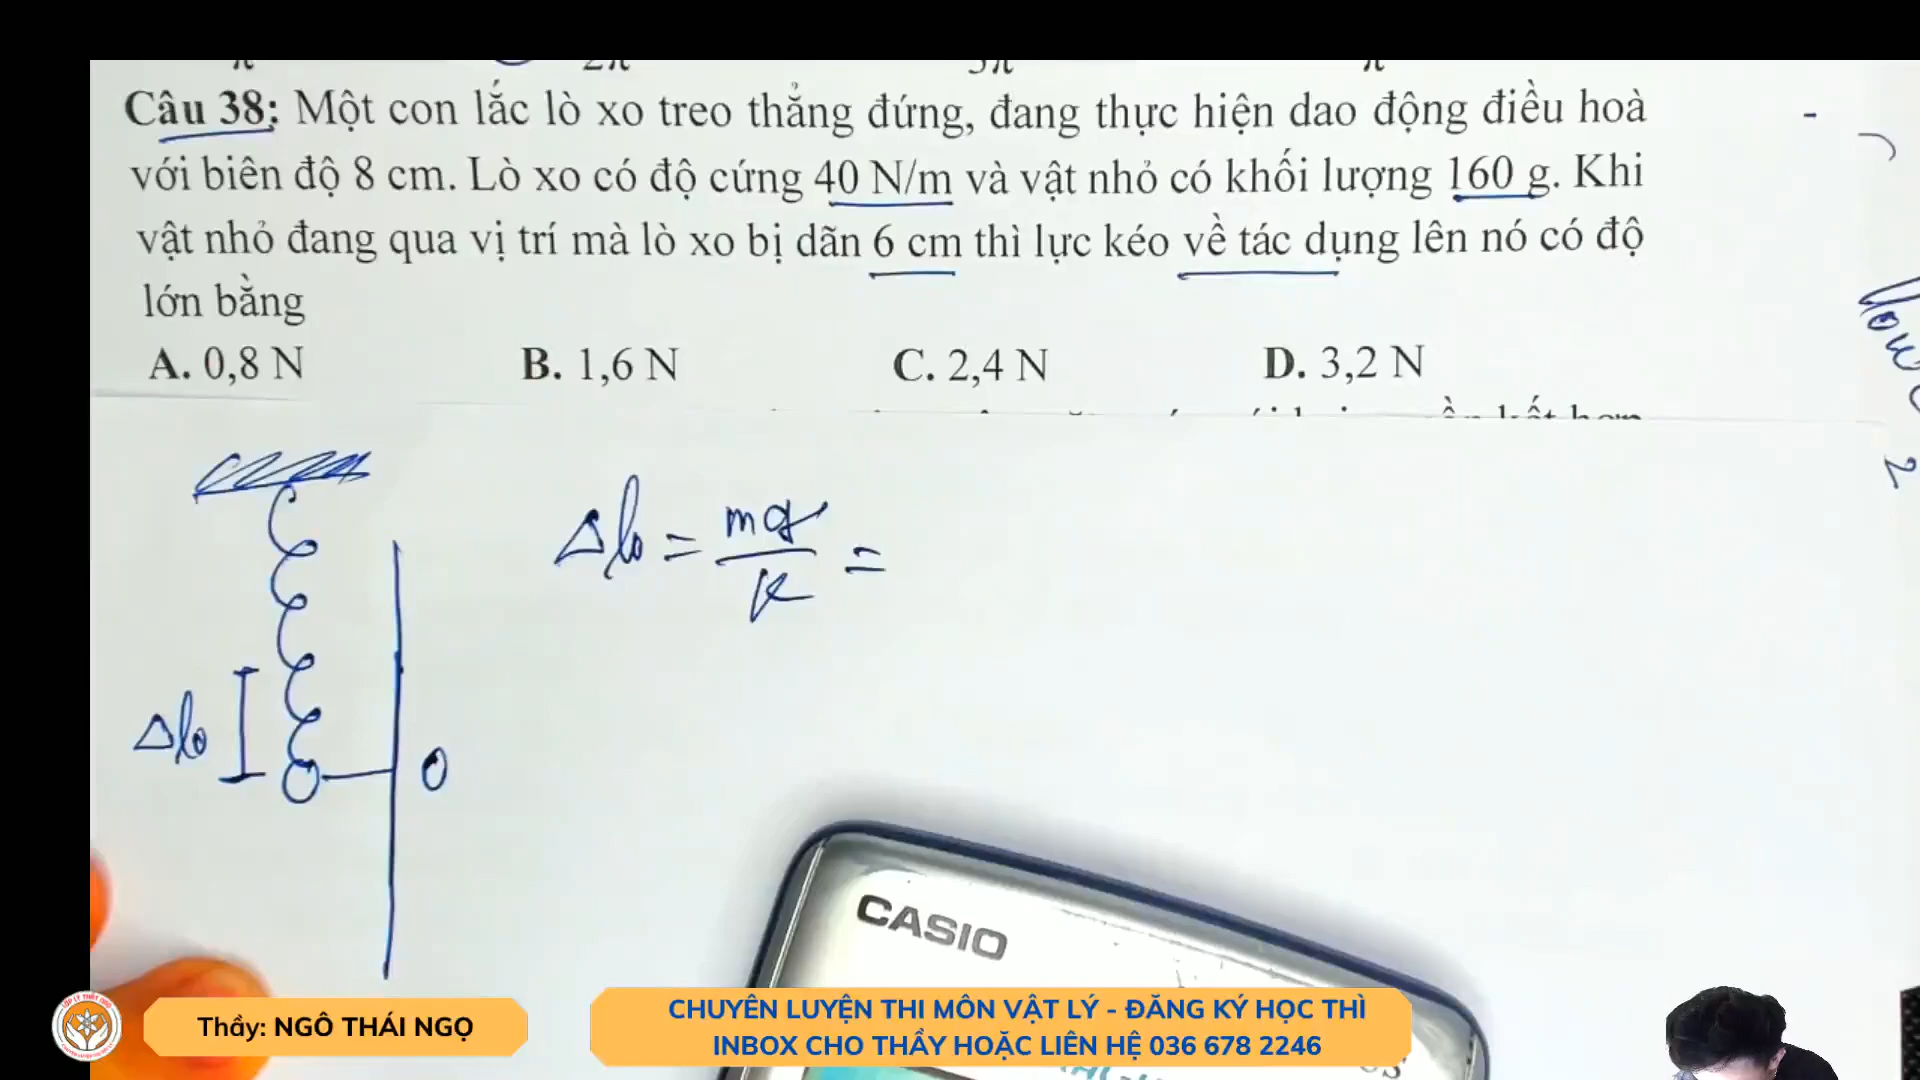 Câu 38: Một con lắc lò xo treo thẳng đứng, đang thực hiện dao động điều hoà
với biên độ 8 cm. Lò xo có độ cứng 40 N/m và vật nhỏ có khối lượng 160 g. Khi
vật nhỏ đang qua vị trí mà lò xo bị dãn 6 cm thì lực kéo về tác dụng lên nó có độ
lớn bằng
A. 0,8 N B. 1,6 N C. 2,4 N D. 3,2 N
Δl₀ = mg/k =
Δl₀
O
2
CASIO
Thầy: NGÔ THÁI NGỌ
CHUYÊN LUYỆN THI MÔN VẬT LÝ - ĐĂNG KÝ HỌC THÌ
INBOX CHO THẦY HOẶC LIÊN HỆ 036 678 2246